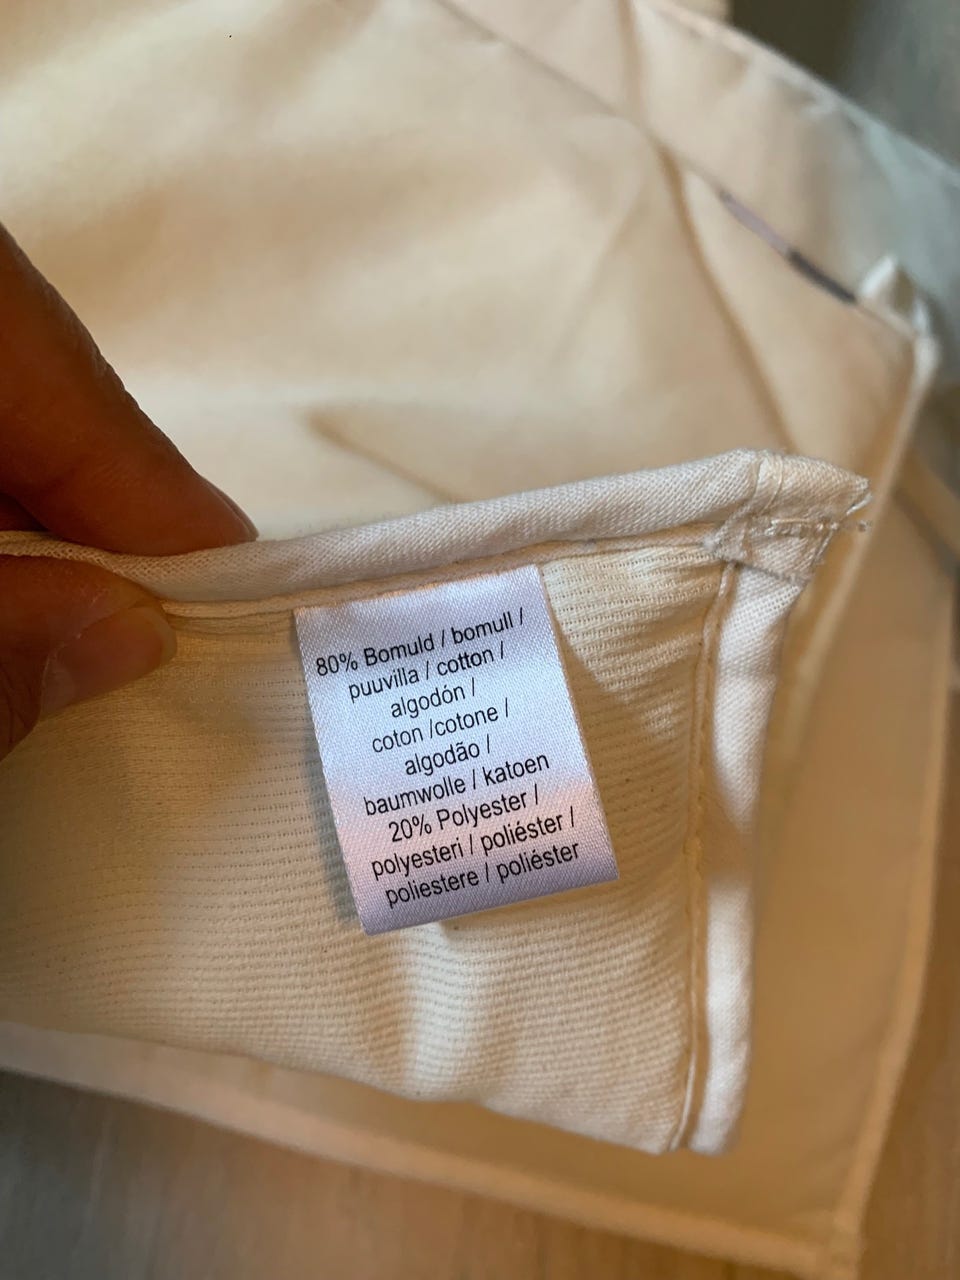 80% Bomuld / bomull /
puuvilla / cotton /
algodón /
coton /cotone /
algodão /
baumwolle / katoen
20% Polyester /
polyesteri / poliéster /
poliestere / poliéster